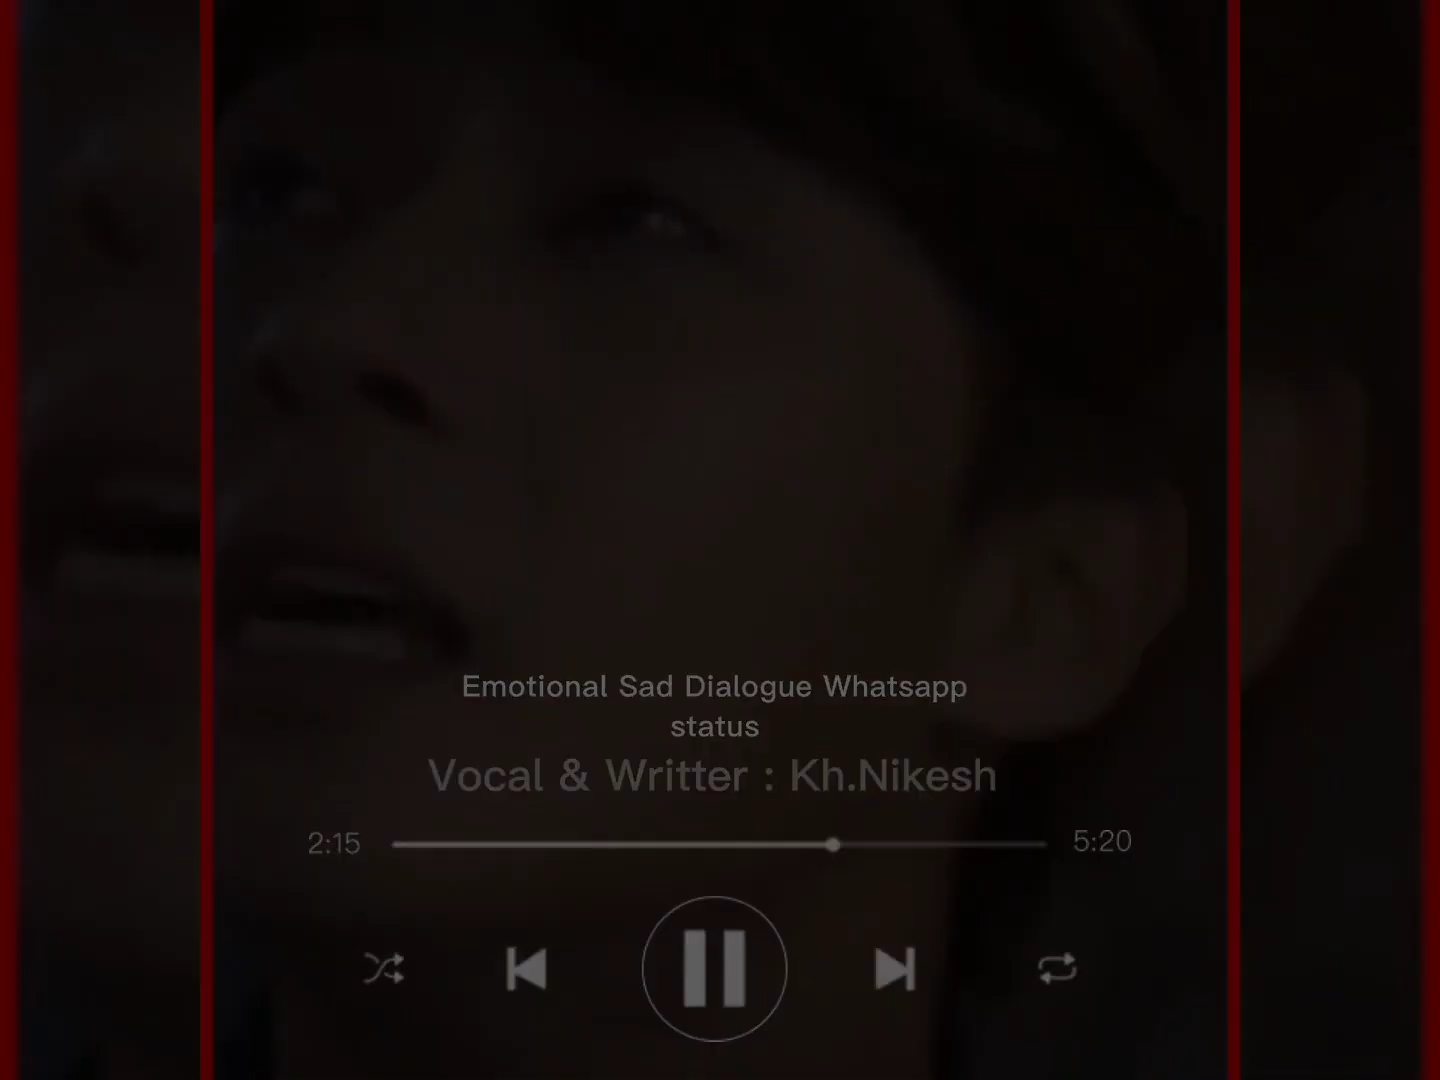 Emotional Sad Dialogue Whatsapp
status
Vocal & Writter : Kh.Nikesh
2:15 5:20